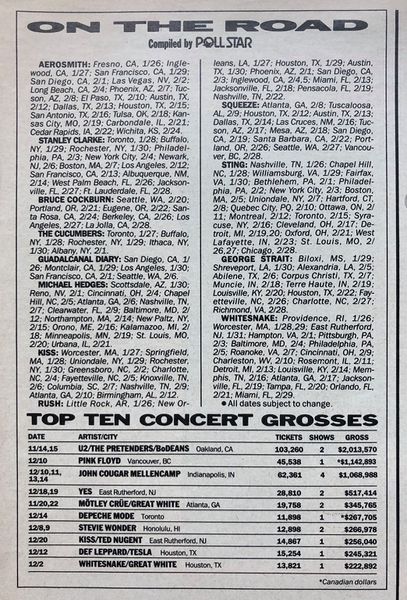 ON THE ROAD
Compiled by POLLSTAR
AEROSMITH: Fresno, CA, 1/26; Ingle-
wood, CA, 1/27; San Francisco, CA, 1/29;
San Diego, CA, 2/1; Las Vegas, NV, 2/2;
Long Beach, CA, 2/4; Phoenix, AZ, 2/7; Tuc-
son, AZ, 2/8; El Paso, TX, 2/10; Austin, TX,
2/12; Dallas, TX, 2/13; Houston, TX, 2/15;
San Antonio, TX, 2/16; Tulsa, OK, 2/18; Kansas
City, MO, 2/19; Carbondale, IL, 2/21;
Cedar Rapids, IA, 2/22; Wichita, KS, 2/24.
STANLEY CLARKE: Toronto, 1/28; Buffalo,
NY, 1/29; Rochester, NY, 1/30; Philadel-
phia, PA, 2/3; New York City, 2/4; Newark,
NJ, 2/6; Boston, MA, 2/7; Los Angeles, 2/12;
San Francisco, CA, 2/13; Albuquerque, NM,
2/14; West Palm Beach, FL, 2/26; Jackson-
ville, FL, 2/27; Ft. Lauderdale, FL, 2/28.
BRUCE COCKBURN: Seattle, WA, 2/20;
Portland, OR, 2/21; Eugene, OR, 2/22; San-
ta Rosa, CA, 2/24; Berkeley, CA, 2/26; Los
Angeles, 2/27; La Jolla, CA, 2/28.
THE CUCUMBERS: Toronto, 1/27; Buffalo,
NY, 1/28; Rochester, NY, 1/29; Ithaca, NY,
1/30; Albany, NY, 2/1.
GUADALCANAL DIARY: San Diego, CA, 1/
26; Montclair, CA, 1/29; Los Angeles, 1/30;
San Francisco, CA, 2/1; Seattle, WA, 2/6.
MICHAEL HEDGES: Scottsdale, AZ, 1/30;
Reno, NV, 2/1; Cincinnati, OH, 2/4; Chapel
Hill, NC, 2/5; Atlanta, GA, 2/6; Nashville, TN,
2/7; Clearwater, FL, 2/9; Baltimore, MD, 2/
12; Northampton, MA, 2/14; New Paltz, NY,
2/15; Orono, ME, 2/16; Kalamazoo, MI, 2/
18; Minneapolis, MN, 2/19; St. Louis, MO,
2/20; Urbana, IL, 2/21.
KISS: Worcester, MA, 1/27; Springfield,
MA, 1/28; Uniondale, NY, 1/29; Rochester,
NY, 1/30; Greensboro, NC, 2/2; Charlotte,
NC, 2/4; Fayetteville, NC, 2/5; Knoxville, TN,
2/6; Columbia, SC, 2/7; Nashville, TN, 2/9;
Atlanta, GA, 2/10; Birmingham, AL, 2/12.
RUSH: Little Rock, AR, 1/26; New Or-
leans, LA, 1/27; Houston, TX, 1/29; Austin,
TX, 1/30; Phoenix, AZ, 2/1; San Diego, CA,
2/3; Inglewood, CA, 2/4,5; Miami, FL, 2/13;
Jacksonville, FL, 2/18; Pensacola, FL, 2/19;
Nashville, TN, 2/22.
SQUEEZE: Atlanta, GA, 2/8; Tuscaloosa,
AL, 2/9; Houston, TX, 2/12; Austin, TX, 2/13;
Dallas, TX, 2/14; Las Cruces, NM, 2/16; Tuc-
son, AZ, 2/17; Mesa, AZ, 2/18; San Diego,
CA, 2/19; Santa Barbara, CA, 2/22; Port-
land, OR, 2/26; Seattle, WA, 2/27; Vancou-
ver, BC, 2/28.
STING: Nashville, TN, 1/26; Chapel Hill,
NC, 1/28; Williamsburg, VA, 1/29; Fairfax,
VA, 1/30; Bethlehem, PA, 2/1; Philadel-
phia, PA, 2/2; New York City, 2/3; Boston,
MA, 2/5; Uniondale, NY, 2/7; Hartford, CT,
2/8; Quebec City, PQ, 2/10; Ottawa, ON, 2/
11; Montreal, 2/12; Toronto, 2/15; Syra-
cuse, NY, 2/16; Cleveland, OH, 2/17; De-
troit, MI, 2/19,20; Oxford, OH, 2/21; West
Lafayette, IN, 2/23; St. Louis, MO, 2/
26,27; Chicago, 2/28.
GEORGE STRAIT: Biloxi, MS, 1/29;
Shreveport, LA, 1/30; Alexandria, LA, 2/5;
Abilene, TX, 2/6; Corpus Christi, TX, 2/7;
Muncie, IN, 2/18; Terre Haute, IN, 2/19;
Louisville, KY, 2/20; Houston, TX, 2/22; Fay-
etteville, NC, 2/26; Charlotte, NC, 2/27;
Richmond, VA, 2/28.
WHITESNAKE: Providence, RI, 1/26;
Worcester, MA, 1/28,29; East Rutherford,
NJ, 1/31; Hampton, VA, 2/1; Pittsburgh, PA,
2/3; Baltimore, MD, 2/4; Philadelphia, PA,
2/5; Roanoke, VA, 2/7; Cincinnati, OH, 2/9;
Charleston, WV, 2/10; Rosemont, IL, 2/11;
Detroit, MI, 2/13; Louisville, KY, 2/14; Mem-
phis, TN, 2/16; Atlanta, GA, 2/17; Jackson-
ville, FL, 2/19; Tampa, FL, 2/20; Orlando, FL,
2/21; Miami, FL, 2/29.
● All dates subject to change.
TOP TEN CONCERT GROSSES
DATE ARTIST/CITY TICKETS SHOWS GROSS
11/14,15 U2/THE PRETENDERS/BoDEANS Oakland, CA 103,260 2 $2,013,570
12/10 PINK FLOYD Vancouver, BC 45,538 1 *$1,142,893
12/10,11,
13,14 JOHN COUGAR MELLENCAMP Indianapolis, IN 62,361 4 $1,068,988
12/18,19 YES East Rutherford, NJ 28,810 2 $517,414
11/20,22 MÖTLEY CRÜE/GREAT WHITE Atlanta, GA 19,758 2 $345,765
12/14 DEPECHE MODE Toronto 11,898 1 *$267,705
12/8,9 STEVIE WONDER Honolulu, HI 12,898 2 $266,978
12/20 KISS/TED NUGENT East Rutherford, NJ 14,867 1 $256,040
12/12 DEF LEPPARD/TESLA Houston, TX 15,254 1 $245,321
12/2 WHITESNAKE/GREAT WHITE Houston, TX 13,821 1 $222,892
*Canadian dollars